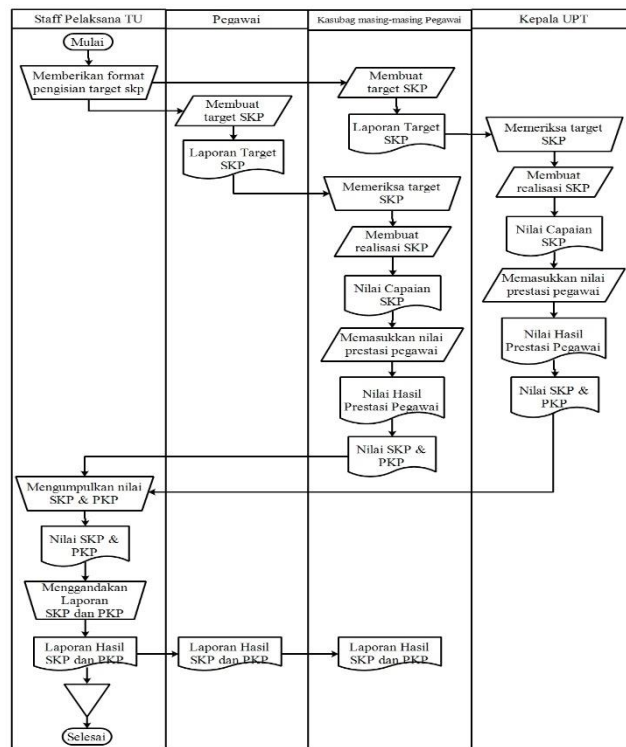 Staff Pelaksana TU
Pegawai
Kasubag masing-masing Pegawai
Kepala UPT
Mulai
Memberikan format
pengisian target skp
Membuat
target SKP
Laporan Target
SKP
Membuat
target SKP
Laporan Target
SKP
Memeriksa target
SKP
Membuat
realisasi SKP
Nilai Capaian
SKP
Memasukkan nilai
prestasi pegawai
Nilai Hasil
Prestasi Pegawai
Nilai SKP &
PKP
Memeriksa target
SKP
Membuat
realisasi SKP
Nilai Capaian
SKP
Memasukkan nilai
prestasi pegawai
Nilai Hasil
Prestasi Pegawai
Nilai SKP &
PKP
Mengumpulkan nilai
SKP & PKP
Nilai SKP &
PKP
Menggandakan
Laporan
SKP dan PKP
Laporan Hasil
SKP dan PKP
Laporan Hasil
SKP dan PKP
Laporan Hasil
SKP dan PKP
Selesai